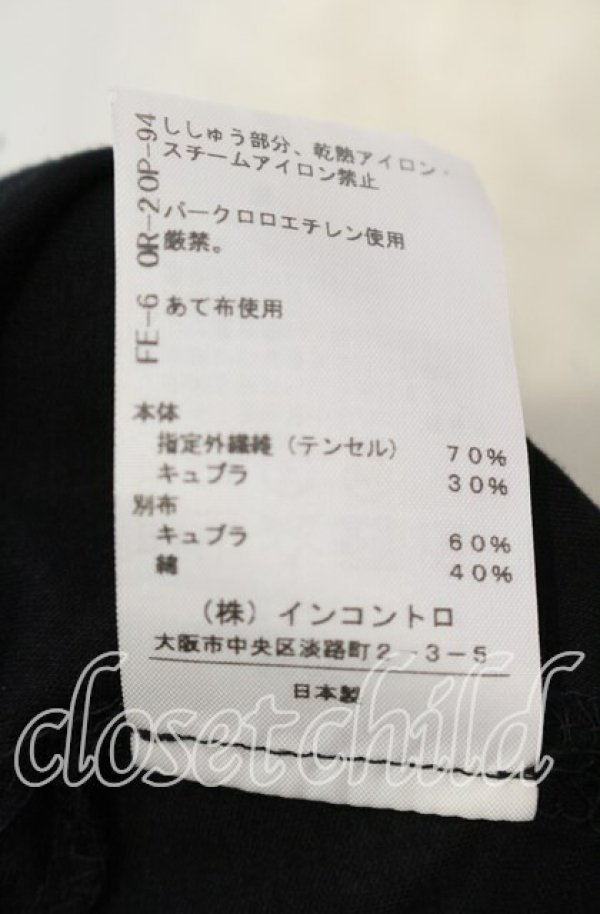 ししゅう部分、乾熱アイロン・
スチームアイロン禁止
パークロロエチレン使用
厳禁。
あて布使用
FE-6 OR-2 OP-94
本体
指定外繊維（テンセル） 70%
キュプラ 30%
別布
キュプラ 60%
綿 40%
（株）インコントロ
大阪市中央区淡路町2-3-5
日本製
closetchild